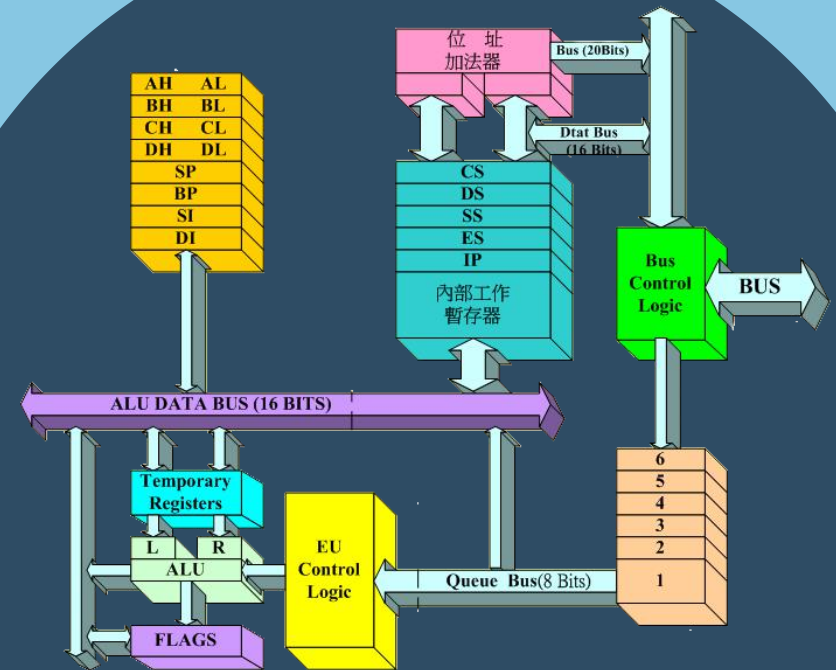 AH AL
BH BL
CH CL
DH DL
SP
BP
SI
DI
位 址
加法器
Bus (20Bits)
Dtat Bus
(16 Bits)
CS
DS
SS
ES
IP
內部工作
暫存器
Bus
Control
Logic
BUS
ALU DATA BUS (16 BITS)
Temporary
Registers
L R
ALU
FLAGS
EU
Control
Logic
Queue Bus(8 Bits)
6
5
4
3
2
1